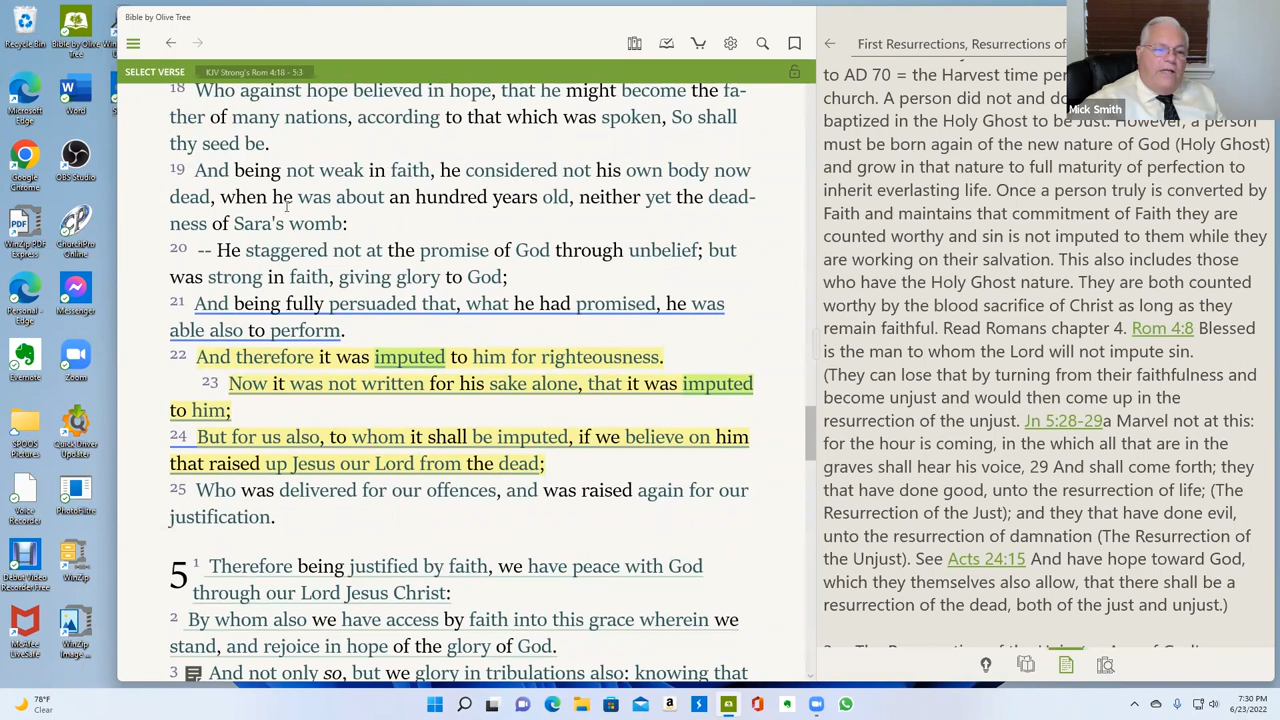 Bible by Olive Tree
SELECT VERSE
KJV Strong's Rom 4:18 - 5:3
18 Who against hope believed in hope, that he might become the fa-
ther of many nations, according to that which was spoken, So shall
thy seed be.
19 And being not weak in faith, he considered not his own body now
dead, when he was about an hundred years old, neither yet the dead-
ness of Sara's womb:
20 -- He staggered not at the promise of God through unbelief; but
was strong in faith, giving glory to God;
21 And being fully persuaded that, what he had promised, he was
able also to perform.
22 And therefore it was imputed to him for righteousness.
23 Now it was not written for his sake alone, that it was imputed
to him;
24 But for us also, to whom it shall be imputed, if we believe on him
that raised up Jesus our Lord from the dead;
25 Who was delivered for our offences, and was raised again for our
justification.
5 1 Therefore being justified by faith, we have peace with God
through our Lord Jesus Christ:
2 By whom also we have access by faith into this grace wherein we
stand, and rejoice in hope of the glory of God.
3 And not only so, but we glory in tribulations also: knowing that
First Resurrections, Resurrections of
to AD 70 = the Harvest time
church. A person did not and
baptized in the Holy Ghost to be Just. However, a person
must be born again of the new nature of God (Holy Ghost)
and grow in that nature to full maturity of perfection to
inherit everlasting life. Once a person truly is converted by
Faith and maintains that commitment of Faith they are
counted worthy and sin is not imputed to them while they
are working on their salvation. This also includes those
who have the Holy Ghost nature. They are both counted
worthy by the blood sacrifice of Christ as long as they
remain faithful. Read Romans chapter 4. Rom 4:8 Blessed
is the man to whom the Lord will not impute sin.
(They can lose that by turning from their faithfulness and
become unjust and would then come up in the
resurrection of the unjust. Jn 5:28-29a Marvel not at this:
for the hour is coming, in the which all that are in the
graves shall hear his voice, 29 And shall come forth; they
that have done good, unto the resurrection of life; (The
Resurrection of the Just); and they that have done evil,
unto the resurrection of damnation (The Resurrection of
the Unjust). See Acts 24:15 And have hope toward God,
which they themselves also allow, that there shall be a
resurrection of the dead, both of the just and unjust.)
Mick Smith
Recycle Bin
Bible by Olive
Tree
Microsoft
Edge
Word
Google
Chrome
OBS Studio
WinZip PDF
Express
ChurchPro
Online
Personal -
Edge
Messenger
Evernote
Zoom
SPOOS
Quick Driver
Updater
Voice
Recorder
PhotoFiltre
Debut Video
Recorder Free
WinZip
McAfee
LiveSafe
WinZip
Image ...
78°F
Clear
7:30 PM
6/23/2022